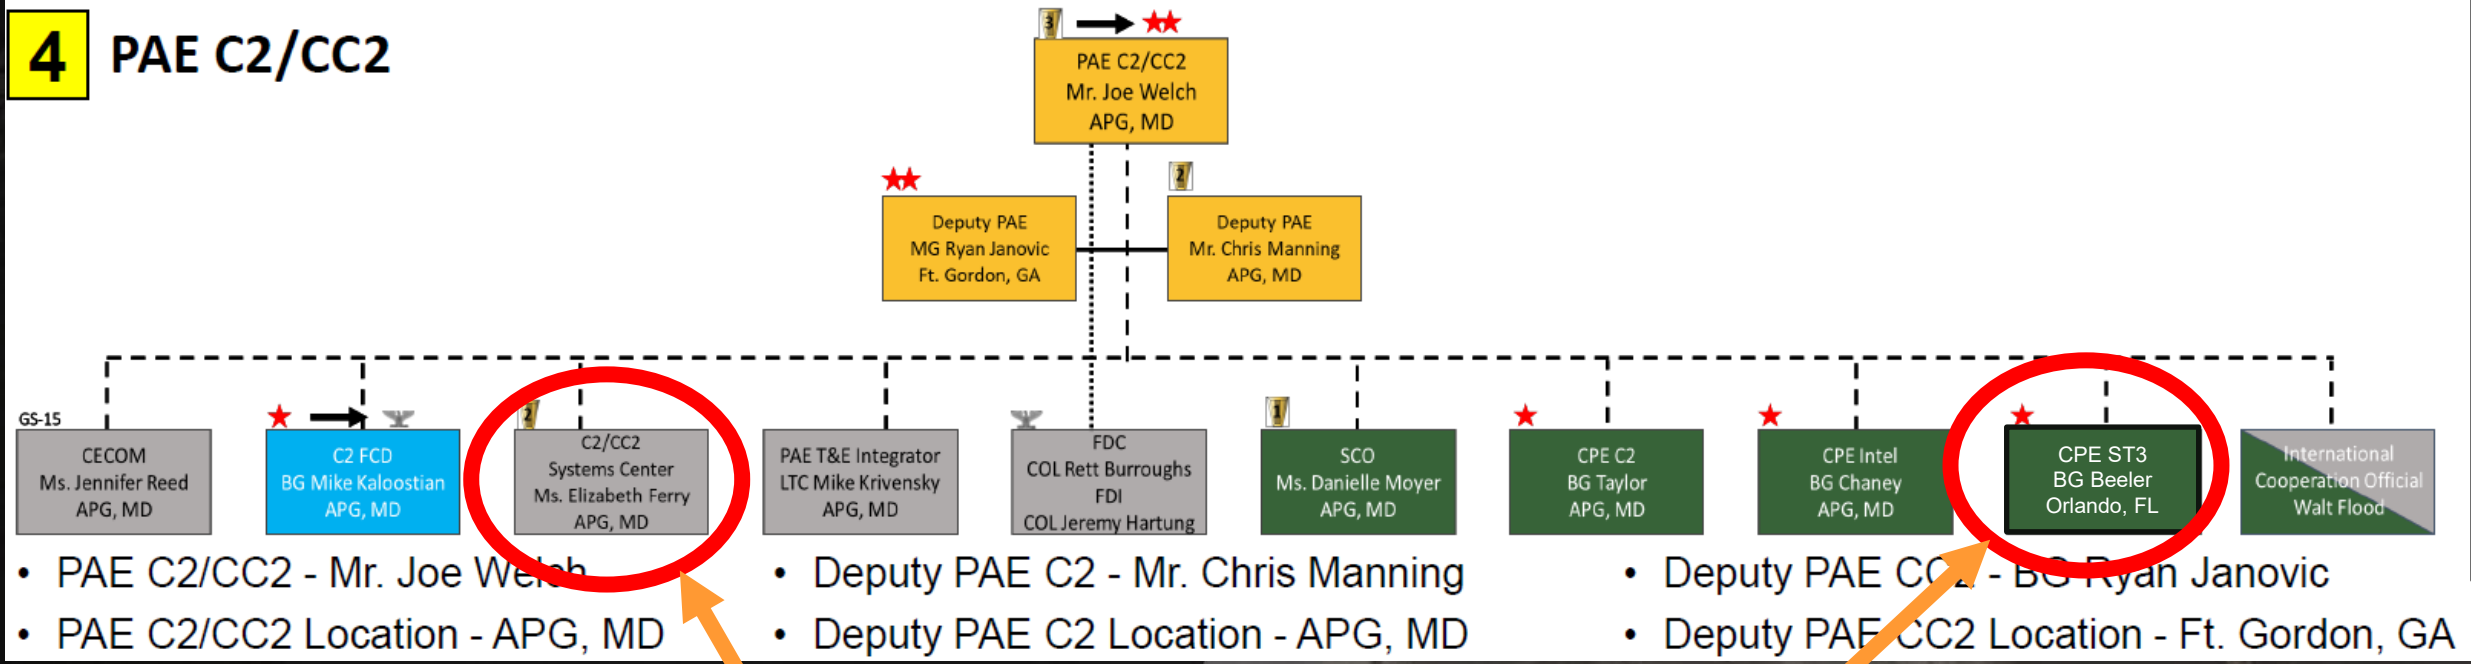 4 PAE C2/CC2
3
PAE C2/CC2
Mr. Joe Welch
APG, MD
Deputy PAE
MG Ryan Janovic
Ft. Gordon, GA
2
Deputy PAE
Mr. Chris Manning
APG, MD
GS-15
CECOM
Ms. Jennifer Reed
APG, MD
C2 FCD
BG Mike Kaloostian
APG, MD
2
C2/CC2
Systems Center
Ms. Elizabeth Ferry
APG, MD
PAE T&E Integrator
LTC Mike Krivensky
APG, MD
FDC
COL Rett Burroughs
FDI
COL Jeremy Hartung
1
SCO
Ms. Danielle Moyer
APG, MD
CPE C2
BG Taylor
APG, MD
CPE Intel
BG Chaney
APG, MD
CPE ST3
BG Beeler
Orlando, FL
International
Cooperation Official
Walt Flood
• PAE C2/CC2 - Mr. Joe Welch
• PAE C2/CC2 Location - APG, MD
• Deputy PAE C2 - Mr. Chris Manning
• Deputy PAE C2 Location - APG, MD
• Deputy PAE CC2 - BG Ryan Janovic
• Deputy PAE CC2 Location - Ft. Gordon, GA